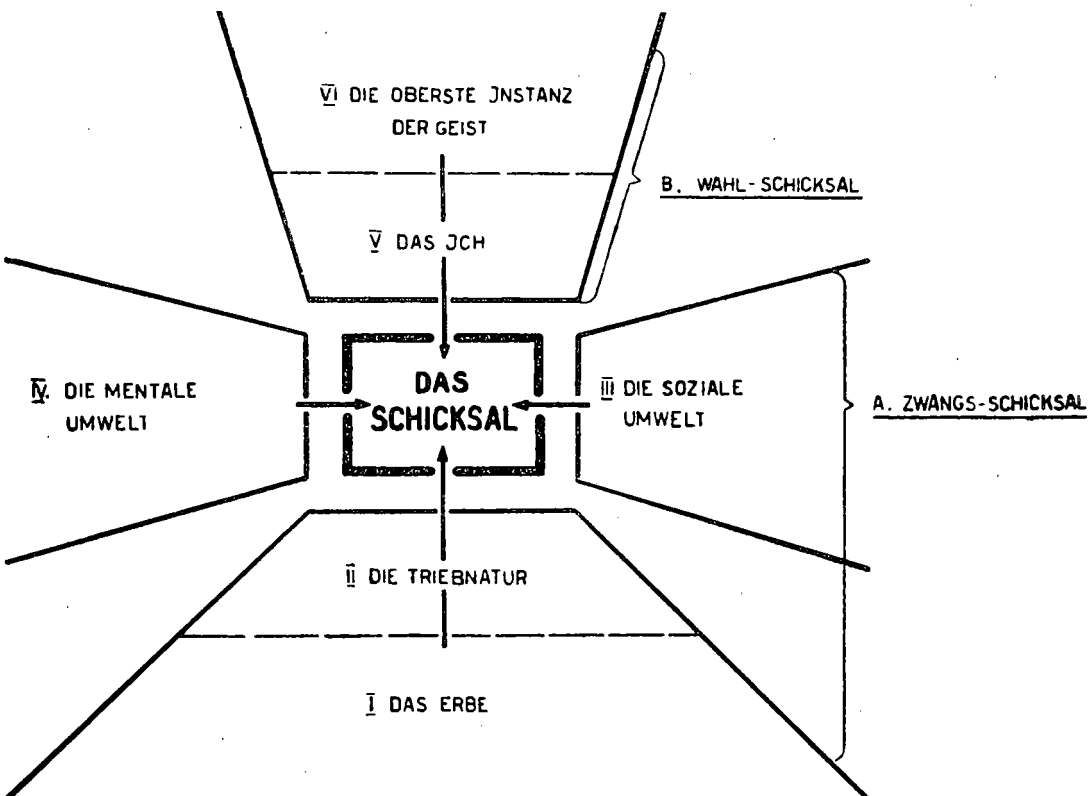 VI DIE OBERSTE JNSTANZ
DER GEIST
B. WAHL-SCHICKSAL
V DAS JCH
IV. DIE MENTALE
UMWELT
DAS
SCHICKSAL
III DIE SOZIALE
UMWELT
A. ZWANGS-SCHICKSAL
II DIE TRIEBNATUR
I DAS ERBE